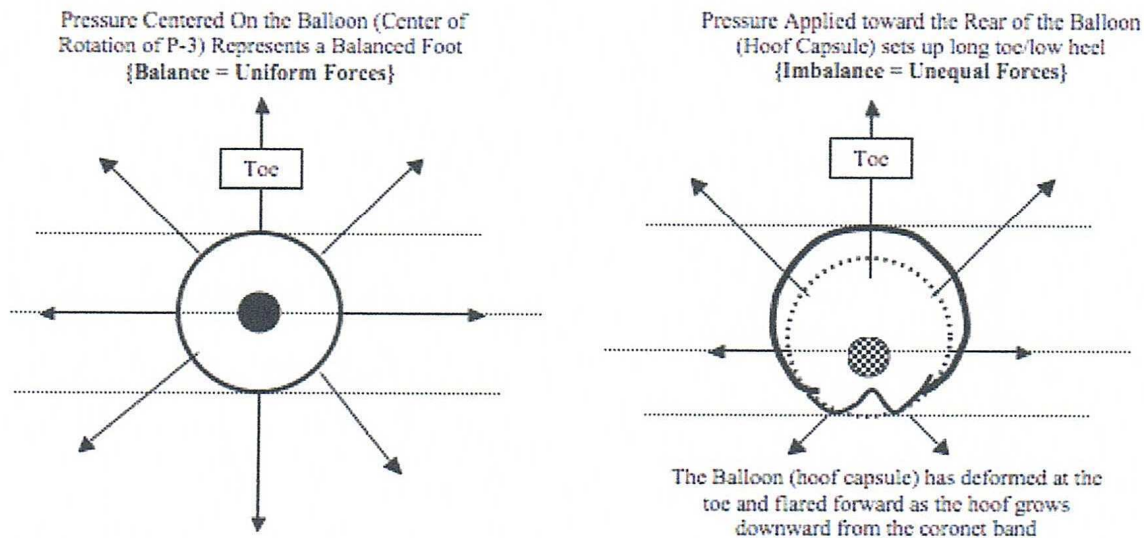 Pressure Centered On the Balloon (Center of
Rotation of P-3) Represents a Balanced Foot
{Balance = Uniform Forces}
Toe
Pressure Applied toward the Rear of the Balloon
(Hoof Capsule) sets up long toe/low heel
{Imbalance = Unequal Forces}
Toe
The Balloon (hoof capsule) has deformed at the
toe and flared forward as the hoof grows
downward from the coronet band